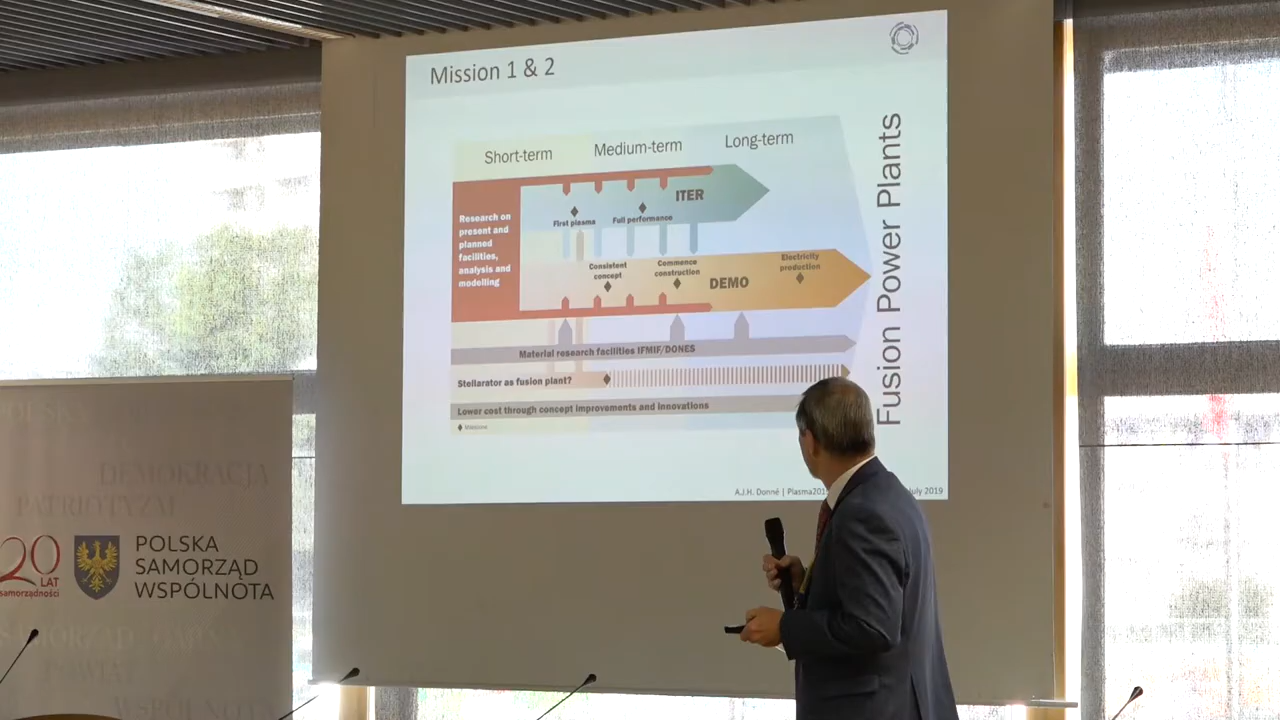 Mission 1 & 2
Short-term
Medium-term
Long-term
Research on
present and
planned
facilities,
analysis and
modelling
ITER
First plasma
Full performance
Consistent
concept
Commence
construction
Electricity
production
DEMO
Material research facilities IFMIF/DONES
Stellarator as fusion plant?
Lower cost through concept improvements and innovations
Milestone
Fusion Power Plants
A.J.H. Donné | Plasma201
July 2019
DEMOKRACJA
PATRIOTYZM
20
LAT
samorządności
POLSKA
SAMORZĄD
WSPÓLNOTA
POWIAT